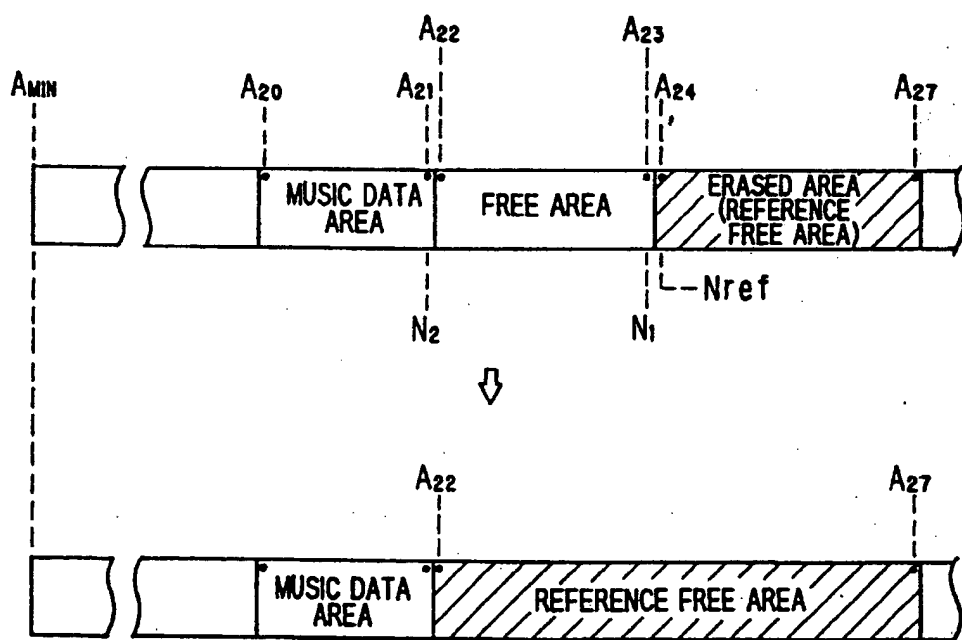 A22 A23
AMIN A20 A21 A24 A27
MUSIC DATA
AREA
FREE AREA
ERASED AREA
(REFERENCE
FREE AREA)
Nref
N2 N1
A22 A27
MUSIC DATA
AREA
REFERENCE FREE AREA